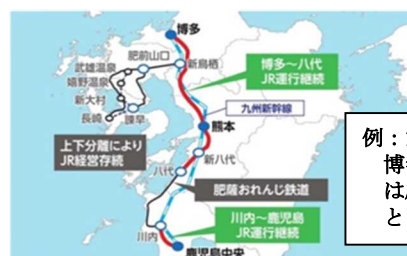 博多
肥前山口
新鳥栖
武雄温泉
嬉野温泉
新大村
長崎
諫早
博多〜八代
JR運行継続
九州新幹線
熊本
上下分離により
JR経営存続
新八代
八代
肥薩おれんじ鉄道
川内〜鹿児島
JR運行継続
川内
鹿児島中央
例：
博
は
と